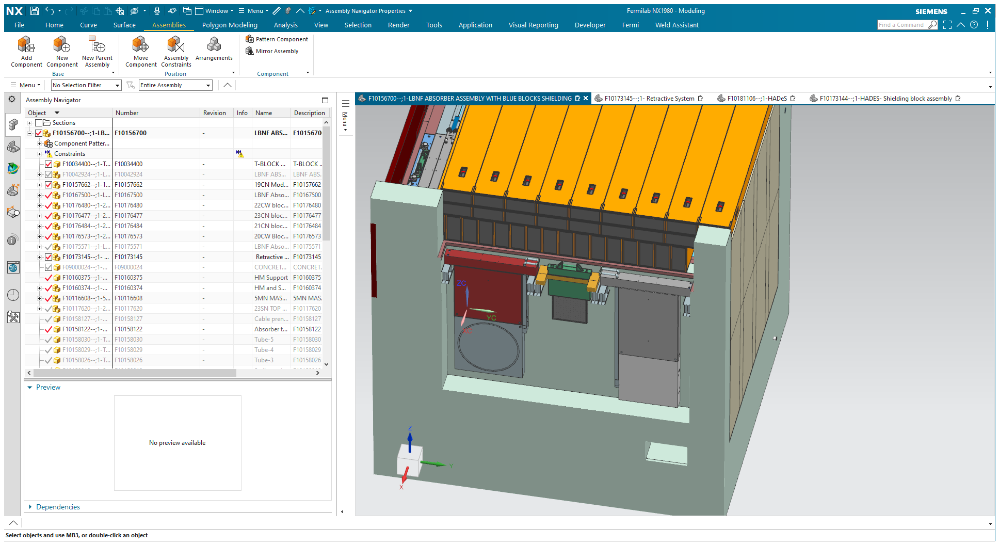 NX Window Menu Assembly Navigator Properties Fermilab NX1980 - Modeling SIEMENS
File Home Curve Surface Assemblies Polygon Modeling Analysis View Selection Render Tools Application Visual Reporting Developer Fermi Weld Assistant Find a Command
Add Component
New Component
New Parent Assembly
Base
Move Component
Assembly Constraints
Arrangements
Position
Pattern Component
Mirror Assembly
Component
Menu No Selection Filter Entire Assembly
Assembly Navigator
Menu
F10156700--;1-LBNF ABSORBER ASSEMBLY WITH BLUE BLOCKS SHIELDING F10173145--;1- Retractive System F10181106--;1-HADeS F10173144--;1-HADES- Shielding block assembly
Object Number Revision Info Name Description
Sections
F10156700--;1-LB... F10156700 - LBNF ABS... F10156700
Component Patter...
Constraints
F10034400--;1-T... F10034400 - T-BLOCK ... T-BLOCK ..
F10042924--;1-L... F10042924 - LBNF ABS... LBNF ABS.
F10157662--;1-1... F10157662 - 19CN Mod... F10157662
F10167500--;1-L... F10167500 - LBNF Abso... F10167500
F10176480--;1-2... F10176480 - 22CW bloc... F10176480
F10176477--;1-2... F10176477 - 23CN bloc... F10176477
F10176484--;1-2... F10176484 - 21CN bloc... F10176484
F10176573--;1-2... F10176573 - 20CW Bloc... F10176573
F10175571--;1-L... F10175571 - LBNF Abso... F10175571
F10173145--;1- ... F10173145 - Retractive ... F10173145
F09000024--;1-... F09000024 - CONCRET... CONCRET..
F10160375--;1-... F10160375 - HM Support F10160375
F10160374--;1-... F10160374 - HM and S... F10160374
F10116608--;1-5... F10116608 - 5MN MAS... 5MN MAS.
F10117620--;1-2... F10117620 - 23SN TOP ... F10117620
F10158127--;1-... F10158127 - Cable pren... F10158127
F10158122--;1-... F10158122 - Absorber t... F10158122
F10158030--;1-T... F10158030 - Tube-5 F10158030
F10158029--;1-T... F10158029 - Tube-4 F10158029
F10158026--;1-T... F10158026 - Tube-3 F10158026
Preview
No preview available
Dependencies
ZC
YC
XC
Z
Y
X
Select objects and use MB3, or double-click an object